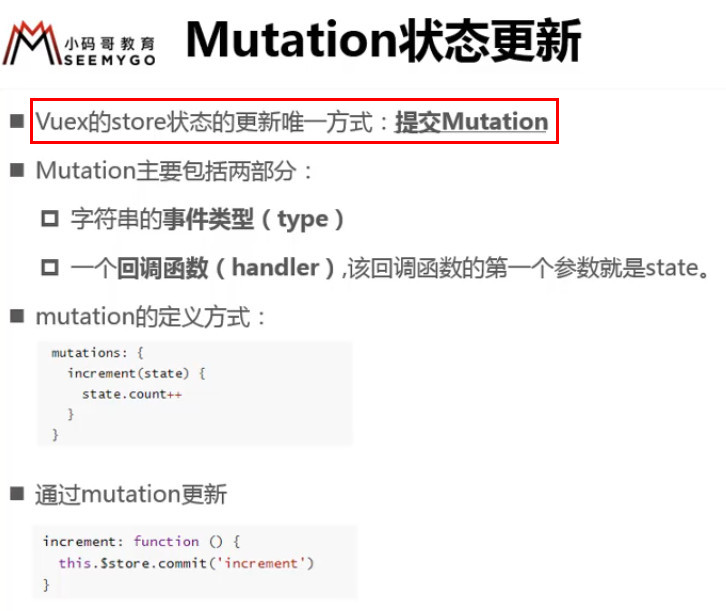 小码哥教育
SEEMYGO
Mutation状态更新
Vuex的store状态的更新唯一方式：提交Mutation
Mutation主要包括两部分：
字符串的事件类型（type）
一个回调函数（handler）,该回调函数的第一个参数就是state。
mutation的定义方式：
mutations: {
  increment(state) {
    state.count++
  }
}
通过mutation更新
increment: function () {
  this.$store.commit('increment')
}